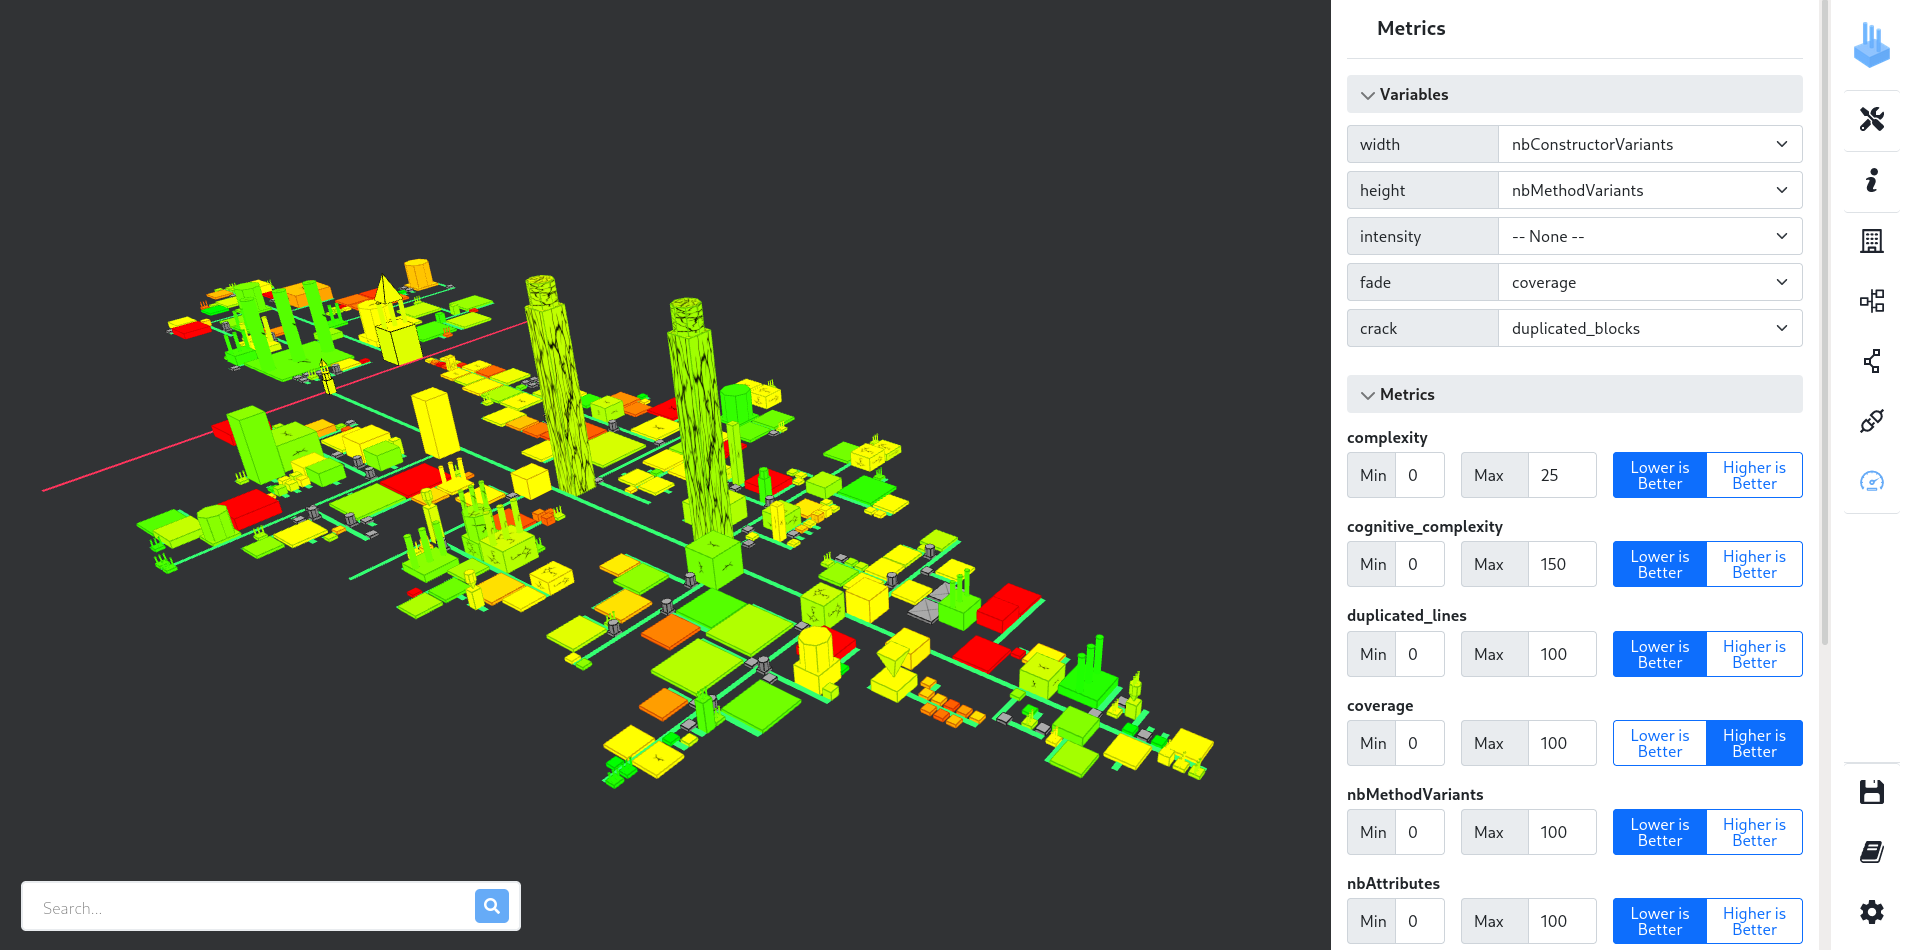 Metrics
Variables
width nbConstructorVariants
height nbMethodVariants
intensity -- None --
fade coverage
crack duplicated_blocks
Metrics
complexity
Min 0 Max 25 Lower is Better Higher is Better
cognitive_complexity
Min 0 Max 150 Lower is Better Higher is Better
duplicated_lines
Min 0 Max 100 Lower is Better Higher is Better
coverage
Min 0 Max 100 Lower is Better Higher is Better
nbMethodVariants
Min 0 Max 100 Lower is Better Higher is Better
nbAttributes
Min 0 Max 100 Lower is Better Higher is Better
Search...